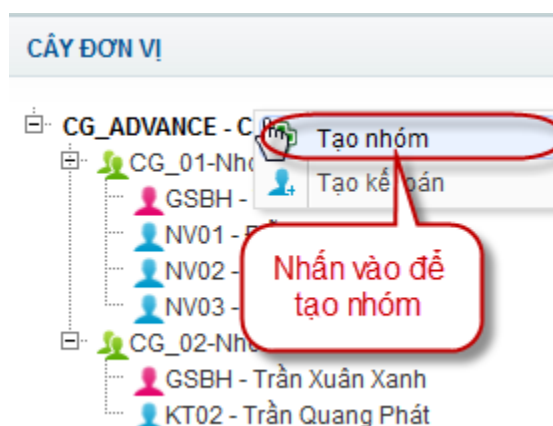 CÂY ĐƠN VỊ
CG_ADVANCE - C
Tạo nhóm
CG_01-Nhó
Tạo kế toán
GSBH -
NV01 -
Nhấn vào để
tạo nhóm
NV02 -
NV03 -
CG_02-Nhó
GSBH - Trần Xuân Xanh
KT02 - Trần Quang Phát